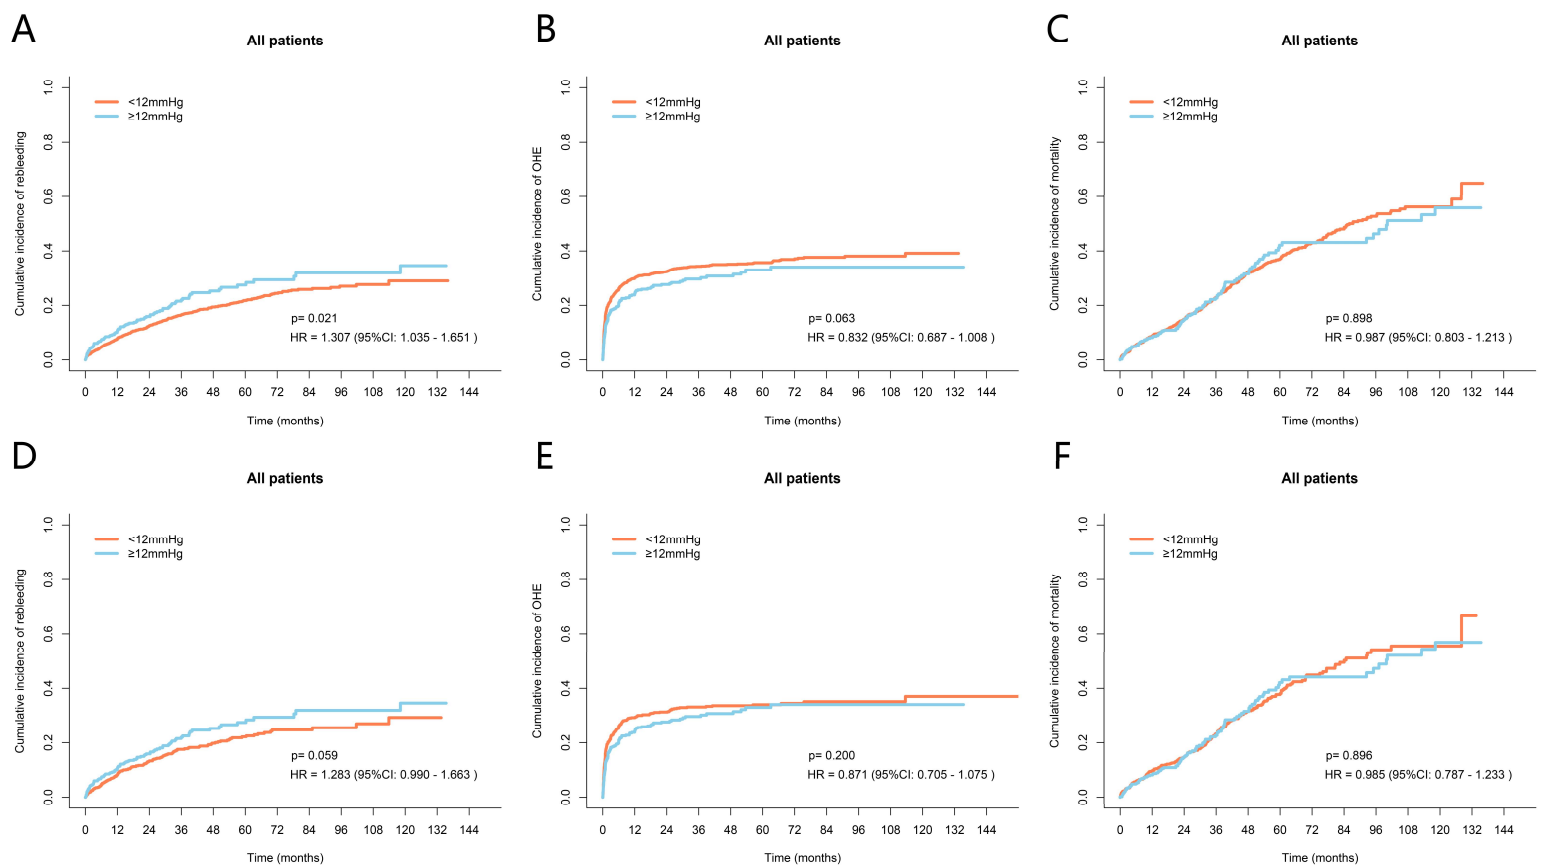 A
All patients
Cumulative incidence of rebleeding
1.0
0.8
0.6
0.4
0.2
0.0
<12mmHg
≥12mmHg
p= 0.021
HR = 1.307 (95%CI: 1.035 - 1.651 )
0 12 24 36 48 60 72 84 96 108 120 132 144
Time (months)
B
All patients
Cumulative incidence of OHE
1.0
0.8
0.6
0.4
0.2
0.0
<12mmHg
≥12mmHg
p= 0.063
HR = 0.832 (95%CI: 0.687 - 1.008 )
0 12 24 36 48 60 72 84 96 108 120 132 144
Time (months)
C
All patients
Cumulative incidence of mortality
1.0
0.8
0.6
0.4
0.2
0.0
<12mmHg
≥12mmHg
p= 0.898
HR = 0.987 (95%CI: 0.803 - 1.213 )
0 12 24 36 48 60 72 84 96 108 120 132 144
Time (months)
D
All patients
Cumulative incidence of rebleeding
1.0
0.8
0.6
0.4
0.2
0.0
<12mmHg
≥12mmHg
p= 0.059
HR = 1.283 (95%CI: 0.990 - 1.663 )
0 12 24 36 48 60 72 84 96 108 120 132 144
Time (months)
E
All patients
Cumulative incidence of OHE
1.0
0.8
0.6
0.4
0.2
0.0
<12mmHg
≥12mmHg
p= 0.200
HR = 0.871 (95%CI: 0.705 - 1.075 )
0 12 24 36 48 60 72 84 96 108 120 132 144
Time (months)
F
All patients
Cumulative incidence of mortality
1.0
0.8
0.6
0.4
0.2
0.0
<12mmHg
≥12mmHg
p= 0.896
HR = 0.985 (95%CI: 0.787 - 1.233 )
0 12 24 36 48 60 72 84 96 108 120 132 144
Time (months)